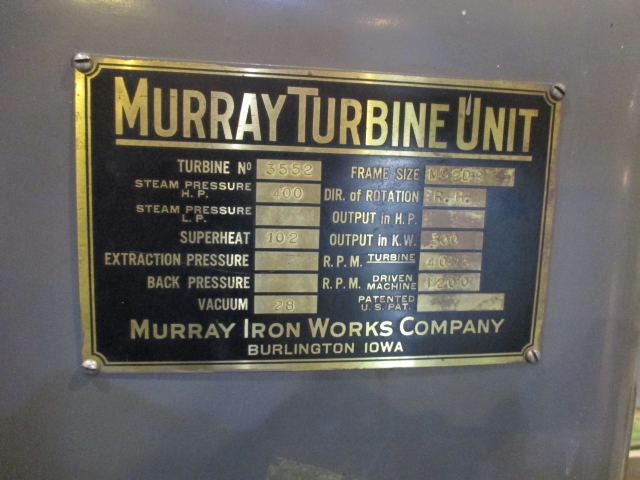 MURRAY TURBINE UNIT
TURBINE No 3552 FRAME SIZE
STEAM PRESSURE H.P. 400 DIR. of ROTATION R.H.
STEAM PRESSURE L.P. OUTPUT in H.P.
SUPERHEAT 102 OUTPUT in K.W. 500
EXTRACTION PRESSURE R.P.M. TURBINE
BACK PRESSURE R.P.M. DRIVEN MACHINE 1200
VACUUM 28 PATENTED U.S. PAT.
MURRAY IRON WORKS COMPANY
BURLINGTON IOWA